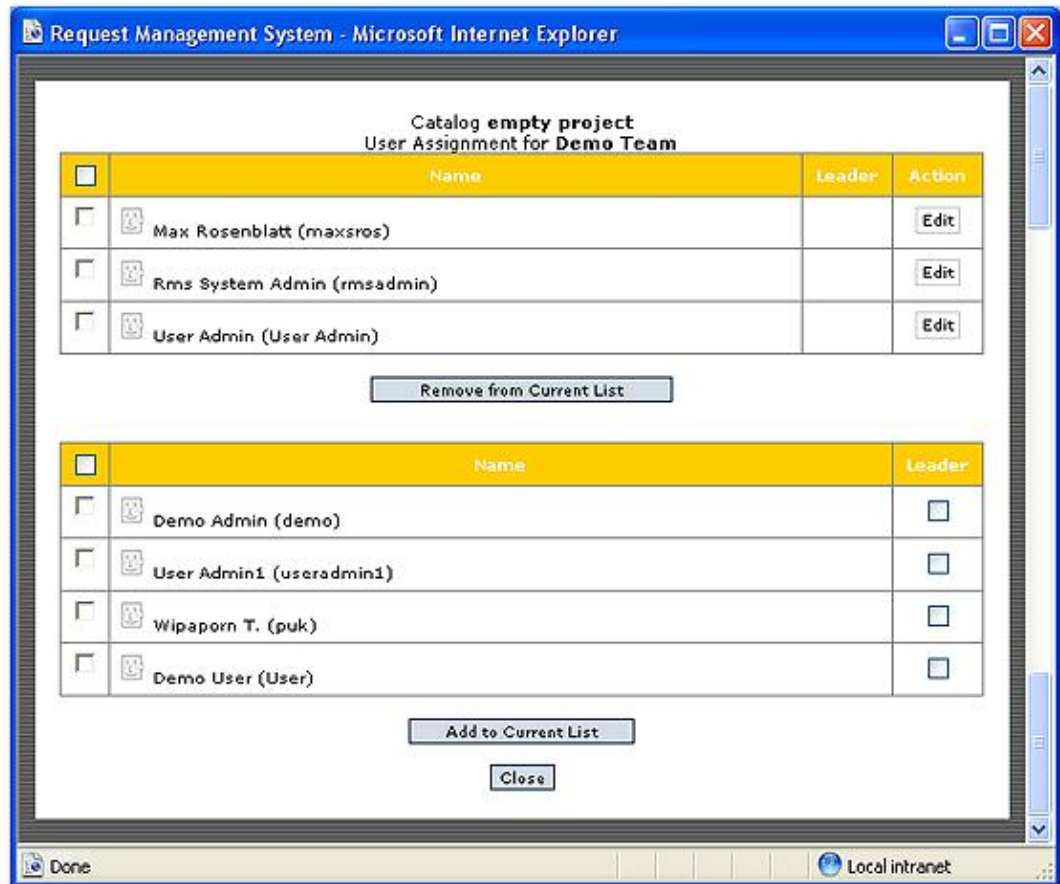 Request Management System - Microsoft Internet Explorer
Catalog empty project
User Assignment for Demo Team
Name Leader Action
Max Rosenblatt (maxsros) Edit
Rms System Admin (rmsadmin) Edit
User Admin (User Admin) Edit
Remove from Current List
Name Leader
Demo Admin (demo)
User Admin1 (useradmin1)
Wipaporn T. (puk)
Demo User (User)
Add to Current List
Close
Done Local intranet